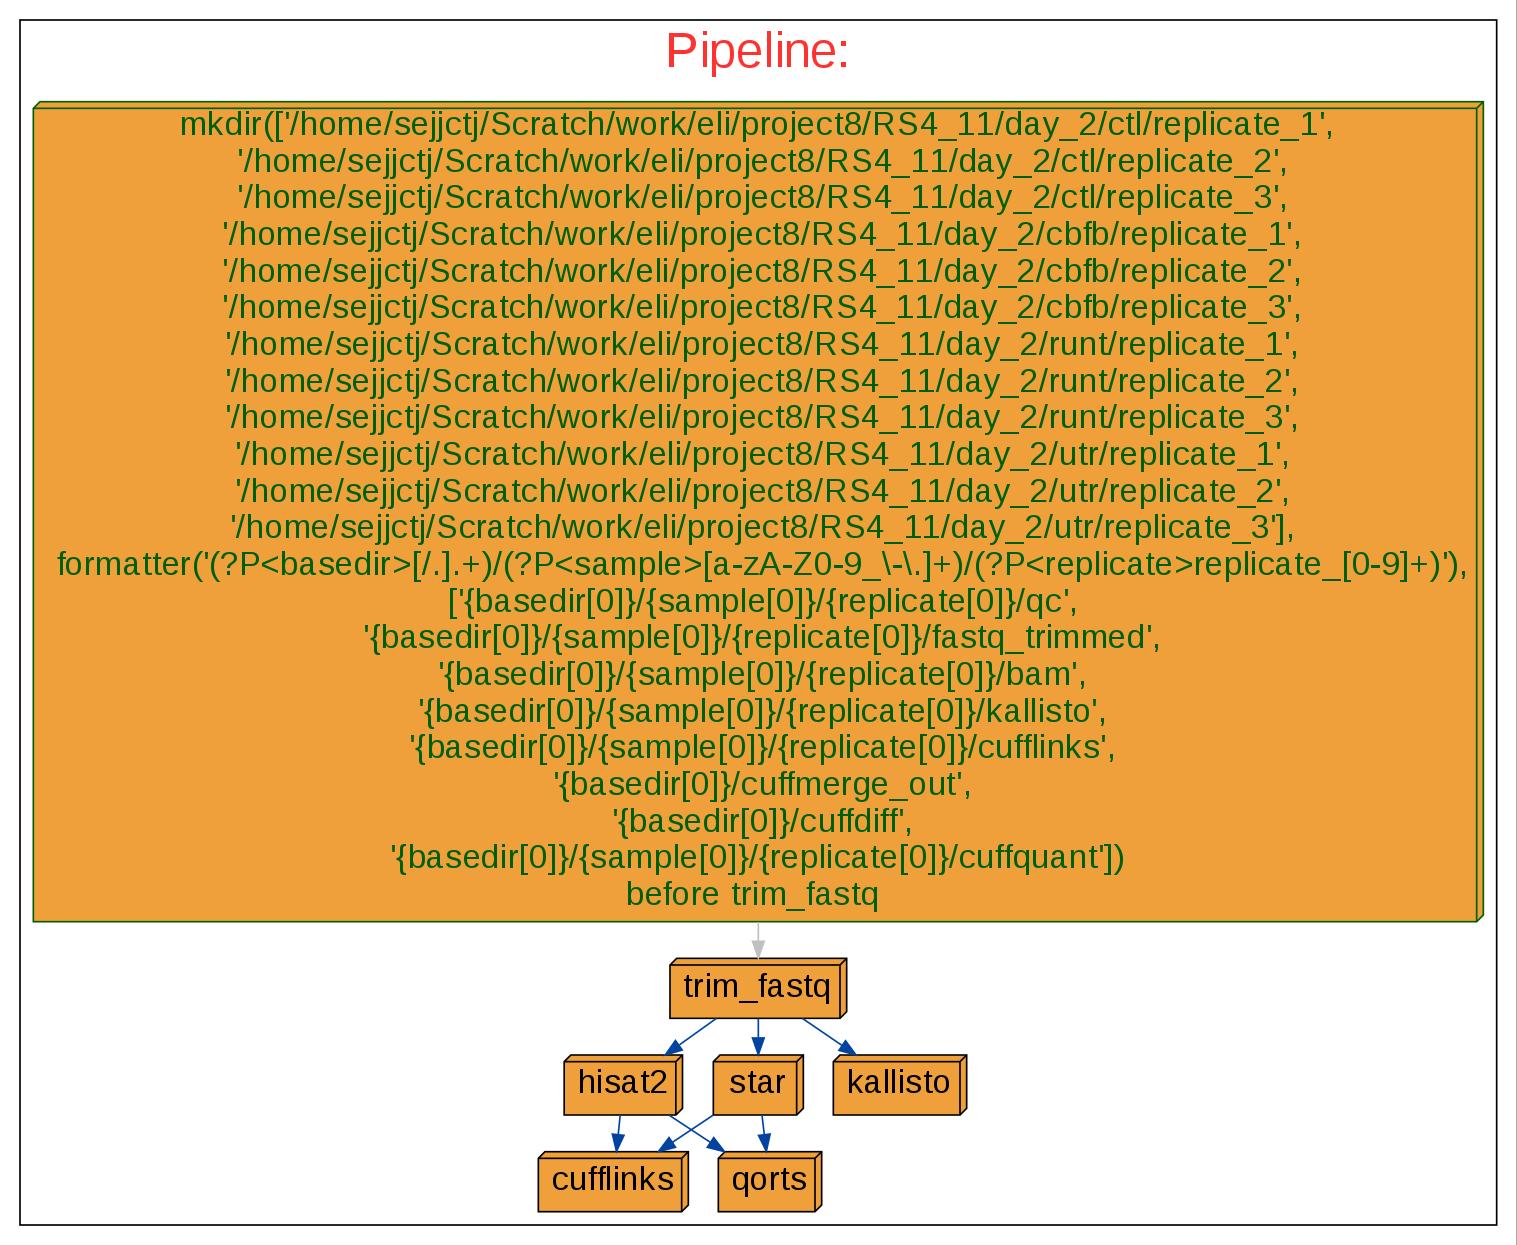 Pipeline:
mkdir(['/home/sejjctj/Scratch/work/eli/project8/RS4_11/day_2/ctl/replicate_1',
'/home/sejjctj/Scratch/work/eli/project8/RS4_11/day_2/ctl/replicate_2',
'/home/sejjctj/Scratch/work/eli/project8/RS4_11/day_2/ctl/replicate_3',
'/home/sejjctj/Scratch/work/eli/project8/RS4_11/day_2/cbfb/replicate_1',
'/home/sejjctj/Scratch/work/eli/project8/RS4_11/day_2/cbfb/replicate_2',
'/home/sejjctj/Scratch/work/eli/project8/RS4_11/day_2/cbfb/replicate_3',
'/home/sejjctj/Scratch/work/eli/project8/RS4_11/day_2/runt/replicate_1',
'/home/sejjctj/Scratch/work/eli/project8/RS4_11/day_2/runt/replicate_2',
'/home/sejjctj/Scratch/work/eli/project8/RS4_11/day_2/runt/replicate_3',
'/home/sejjctj/Scratch/work/eli/project8/RS4_11/day_2/utr/replicate_1',
'/home/sejjctj/Scratch/work/eli/project8/RS4_11/day_2/utr/replicate_2',
'/home/sejjctj/Scratch/work/eli/project8/RS4_11/day_2/utr/replicate_3'],
formatter('(?P<basedir>[/.].+)/(?P<sample>[a-zA-Z0-9_\-\.]+)/(?P<replicate>replicate_[0-9]+)'),
['{basedir[0]}/{sample[0]}/{replicate[0]}/qc',
'{basedir[0]}/{sample[0]}/{replicate[0]}/fastq_trimmed',
'{basedir[0]}/{sample[0]}/{replicate[0]}/bam',
'{basedir[0]}/{sample[0]}/{replicate[0]}/kallisto',
'{basedir[0]}/{sample[0]}/{replicate[0]}/cufflinks',
'{basedir[0]}/cuffmerge_out',
'{basedir[0]}/cuffdiff',
'{basedir[0]}/{sample[0]}/{replicate[0]}/cuffquant'])
before trim_fastq
trim_fastq
hisat2
star
kallisto
cufflinks
qorts